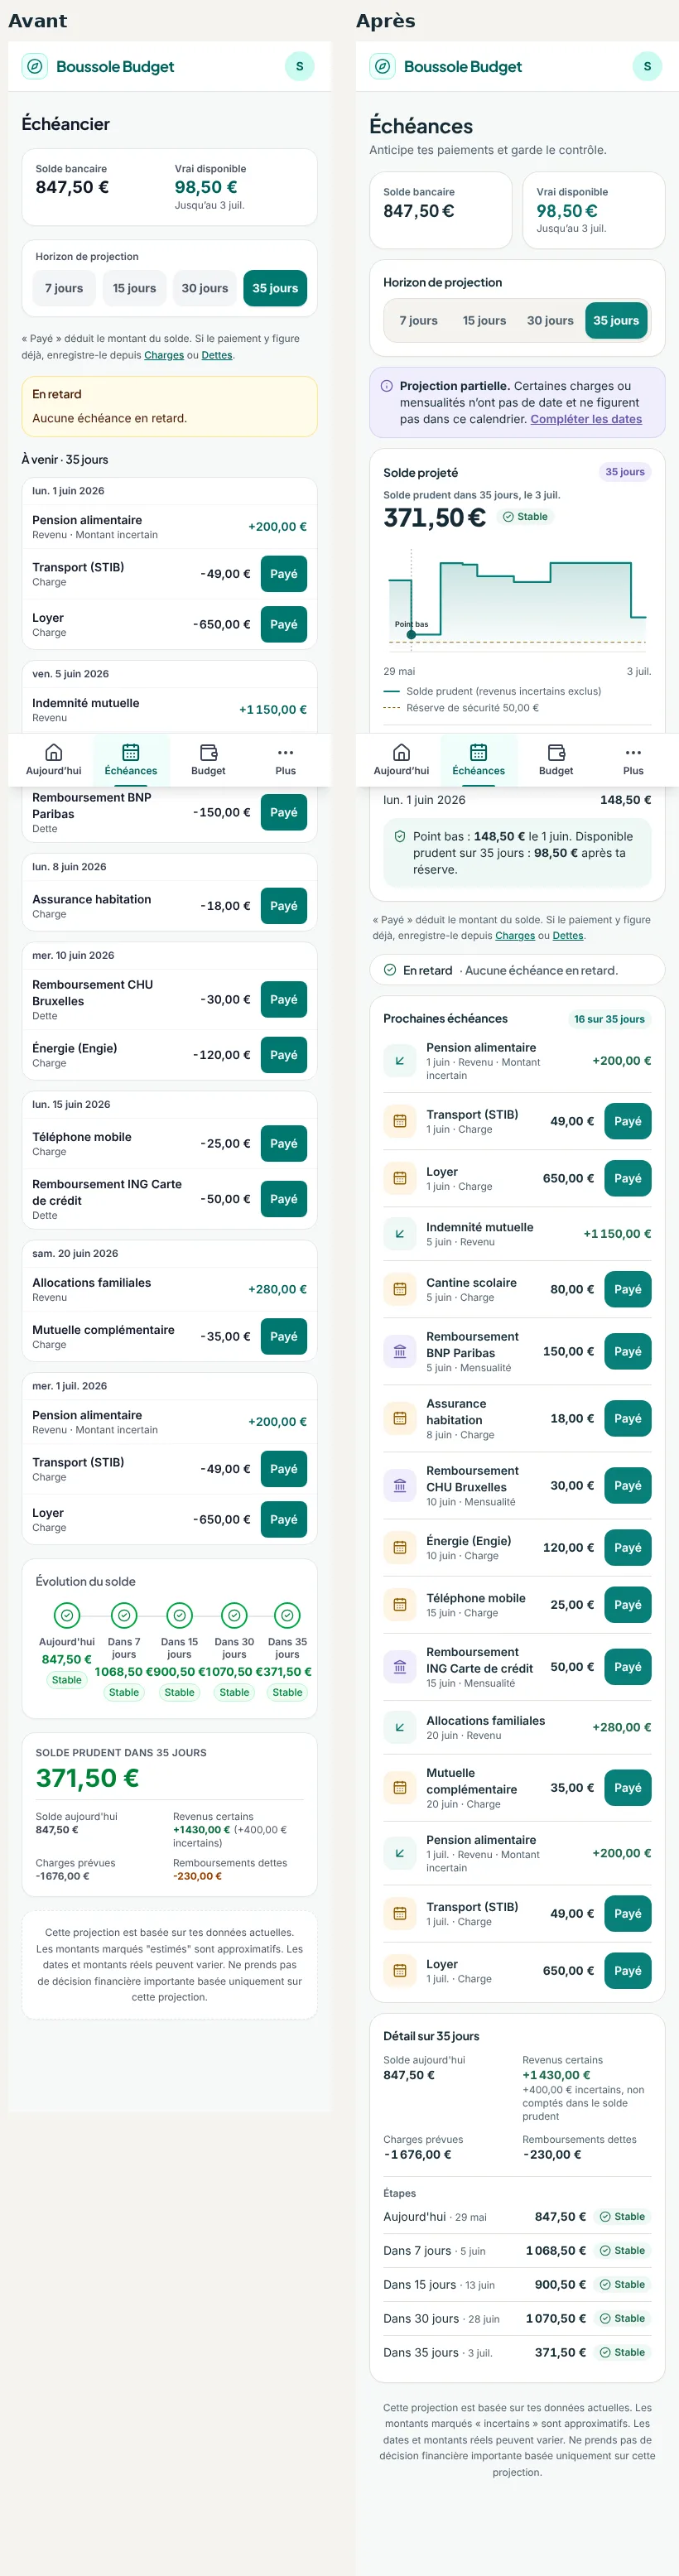 Avant
Boussole Budget
S
Échéancier
Solde bancaire
847,50 €
Vrai disponible
98,50 €
Jusqu’au 3 juil.
Horizon de projection
7 jours
15 jours
30 jours
35 jours
« Payé » déduit le montant du solde. Si le paiement y figure
déjà, enregistre-le depuis Charges ou Dettes.
En retard
Aucune échéance en retard.
À venir · 35 jours
lun. 1 juin 2026
Pension alimentaire
Revenu · Montant incertain
+200,00 €
Transport (STIB)
Charge
-49,00 €
Payé
Loyer
Charge
-650,00 €
Payé
ven. 5 juin 2026
Indemnité mutuelle
Revenu
+1 150,00 €
Aujourd’hui
Échéances
Budget
Plus
Remboursement BNP
Paribas
Dette
-150,00 €
Payé
lun. 8 juin 2026
Assurance habitation
Charge
-18,00 €
Payé
mer. 10 juin 2026
Remboursement CHU
Bruxelles
Dette
-30,00 €
Payé
Énergie (Engie)
Charge
-120,00 €
Payé
lun. 15 juin 2026
Téléphone mobile
Charge
-25,00 €
Payé
Remboursement ING Carte
de crédit
Dette
-50,00 €
Payé
sam. 20 juin 2026
Allocations familiales
Revenu
+280,00 €
Mutuelle complémentaire
Charge
-35,00 €
Payé
mer. 1 juil. 2026
Pension alimentaire
Revenu · Montant incertain
+200,00 €
Transport (STIB)
Charge
-49,00 €
Payé
Loyer
Charge
-650,00 €
Payé
Évolution du solde
Aujourd'hui
847,50 €
Stable
Dans 7
jours
1 068,50 €
Stable
Dans 15
jours
900,50 €
Stable
Dans 30
jours
1 070,50 €
Stable
Dans 35
jours
371,50 €
Stable
SOLDE PRUDENT DANS 35 JOURS
371,50 €
Solde aujourd'hui
847,50 €
Revenus certains
+1 430,00 € (+400,00 €
incertains)
Charges prévues
-1 676,00 €
Remboursements dettes
-230,00 €
Cette projection est basée sur tes données actuelles.
Les montants marqués "estimés" sont approximatifs. Les
dates et montants réels peuvent varier. Ne prends pas
de décision financière importante basée uniquement sur
cette projection.
Après
Boussole Budget
S
Échéances
Anticipe tes paiements et garde le contrôle.
Solde bancaire
847,50 €
Vrai disponible
98,50 €
Jusqu’au 3 juil.
Horizon de projection
7 jours
15 jours
30 jours
35 jours
Projection partielle. Certaines charges ou
mensualités n’ont pas de date et ne figurent
pas dans ce calendrier. Compléter les dates
Solde projeté
35 jours
Solde prudent dans 35 jours, le 3 juil.
371,50 €
Stable
Point bas
29 mai
3 juil.
Solde prudent (revenus incertains exclus)
Réserve de sécurité 50,00 €
Aujourd’hui
Échéances
Budget
Plus
lun. 1 juin 2026
148,50 €
Point bas : 148,50 € le 1 juin. Disponible
prudent sur 35 jours : 98,50 € après ta
réserve.
« Payé » déduit le montant du solde. Si le paiement y figure
déjà, enregistre-le depuis Charges ou Dettes.
En retard · Aucune échéance en retard.
Prochaines échéances
16 sur 35 jours
Pension alimentaire
1 juin · Revenu · Montant
incertain
+200,00 €
Transport (STIB)
1 juin · Charge
49,00 €
Payé
Loyer
1 juin · Charge
650,00 €
Payé
Indemnité mutuelle
5 juin · Revenu
+1 150,00 €
Cantine scolaire
5 juin · Charge
80,00 €
Payé
Remboursement
BNP Paribas
5 juin · Mensualité
150,00 €
Payé
Assurance
habitation
8 juin · Charge
18,00 €
Payé
Remboursement
CHU Bruxelles
10 juin · Mensualité
30,00 €
Payé
Énergie (Engie)
10 juin · Charge
120,00 €
Payé
Téléphone mobile
15 juin · Charge
25,00 €
Payé
Remboursement
ING Carte de crédit
15 juin · Mensualité
50,00 €
Payé
Allocations familiales
20 juin · Revenu
+280,00 €
Mutuelle
complémentaire
20 juin · Charge
35,00 €
Payé
Pension alimentaire
1 juil. · Revenu · Montant
incertain
+200,00 €
Transport (STIB)
1 juil. · Charge
49,00 €
Payé
Loyer
1 juil. · Charge
650,00 €
Payé
Détail sur 35 jours
Solde aujourd'hui
847,50 €
Revenus certains
+1 430,00 €
+400,00 € incertains, non
comptés dans le solde
prudent
Charges prévues
-1 676,00 €
Remboursements dettes
-230,00 €
Étapes
Aujourd'hui · 29 mai
847,50 €
Stable
Dans 7 jours · 5 juin
1 068,50 €
Stable
Dans 15 jours · 13 juin
900,50 €
Stable
Dans 30 jours · 28 juin
1 070,50 €
Stable
Dans 35 jours · 3 juil.
371,50 €
Stable
Cette projection est basée sur tes données actuelles. Les
montants marqués « incertains » sont approximatifs. Les
dates et montants réels peuvent varier. Ne prends pas de
décision financière importante basée uniquement sur cette
projection.